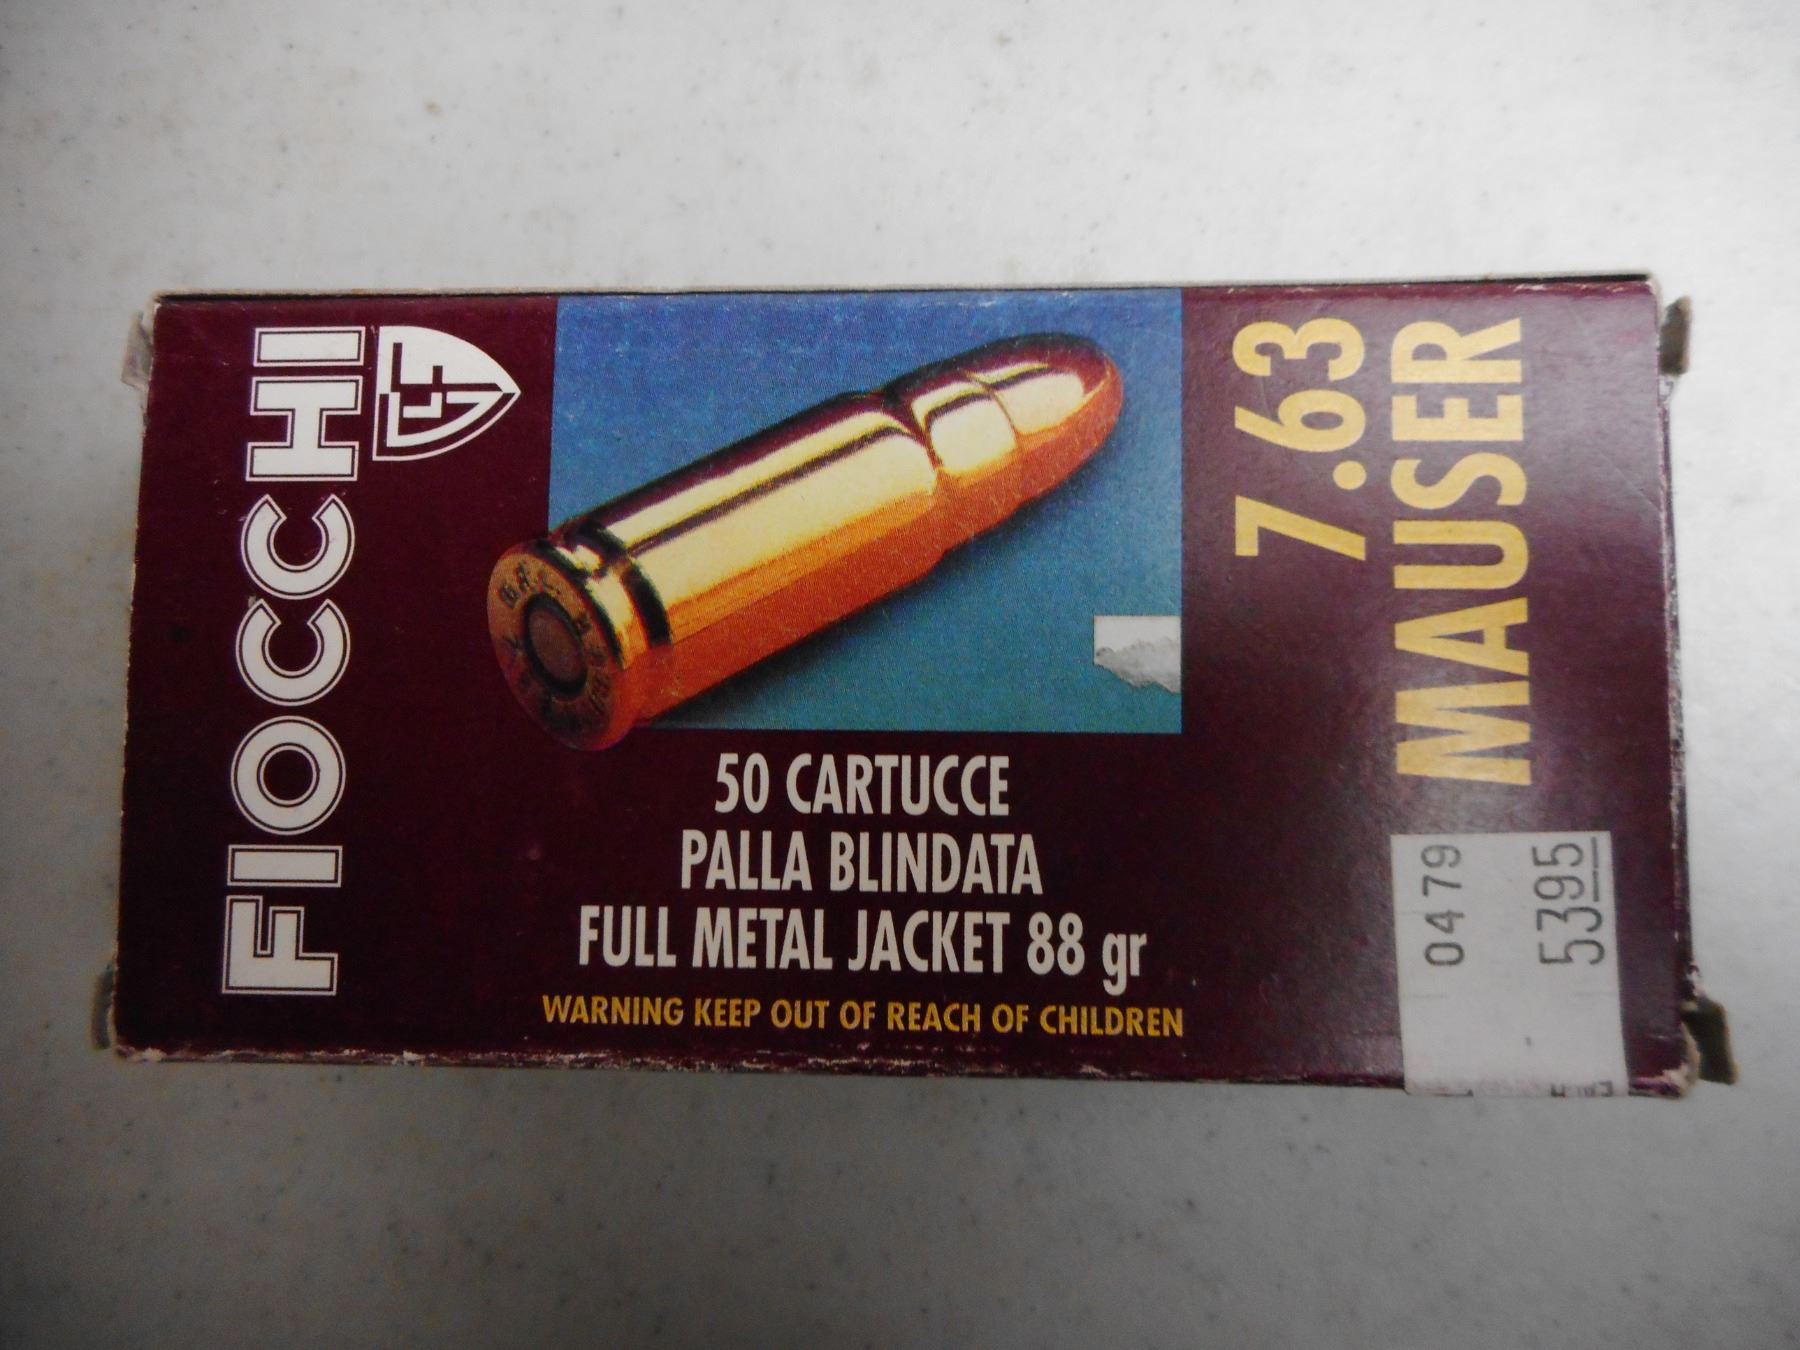 FIOCCHI
GFL
7.63
MAUSER
50 CARTUCCE
PALLA BLINDATA
FULL METAL JACKET 88 gr
WARNING KEEP OUT OF REACH OF CHILDREN
0479
5395